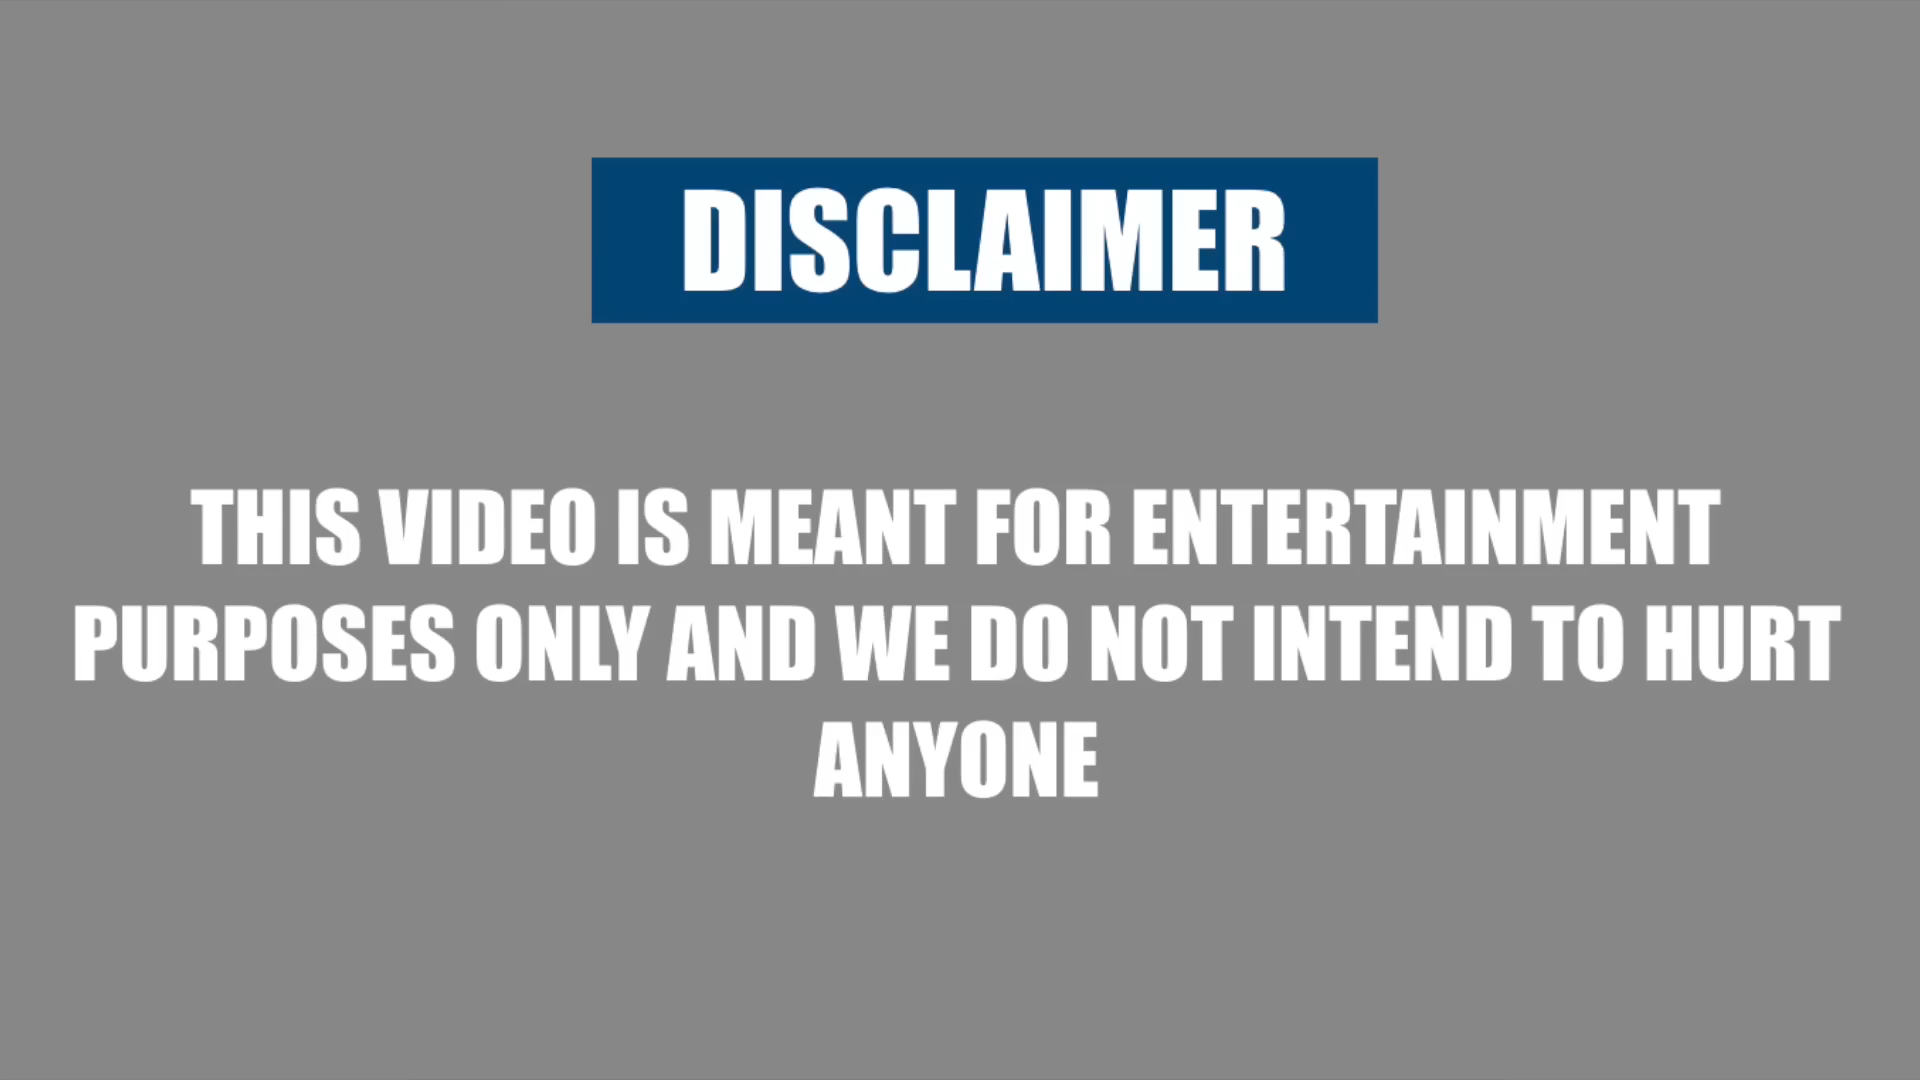 DISCLAIMER
THIS VIDEO IS MEANT FOR ENTERTAINMENT
PURPOSES ONLY AND WE DO NOT INTEND TO HURT
ANYONE